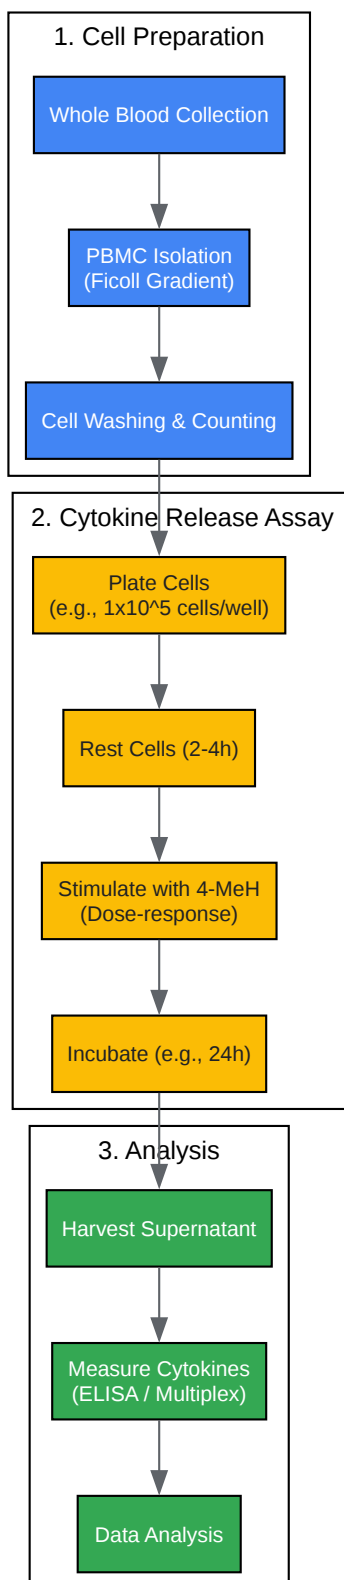 1. Cell Preparation
Whole Blood Collection
PBMC Isolation
(Ficoll Gradient)
Cell Washing & Counting
2. Cytokine Release Assay
Plate Cells
(e.g., 1x10^5 cells/well)
Rest Cells (2-4h)
Stimulate with 4-MeH
(Dose-response)
Incubate (e.g., 24h)
3. Analysis
Harvest Supernatant
Measure Cytokines
(ELISA / Multiplex)
Data Analysis